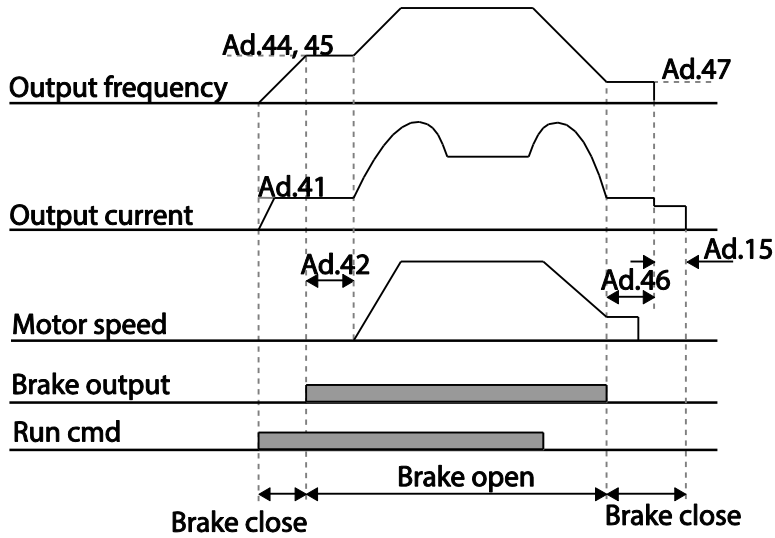 Ad.44, 45
Ad.47
Output frequency
Ad.41
Output current
Ad.15
Ad.42
Ad.46
Motor speed
Brake output
Run cmd
Brake open
Brake close
Brake close